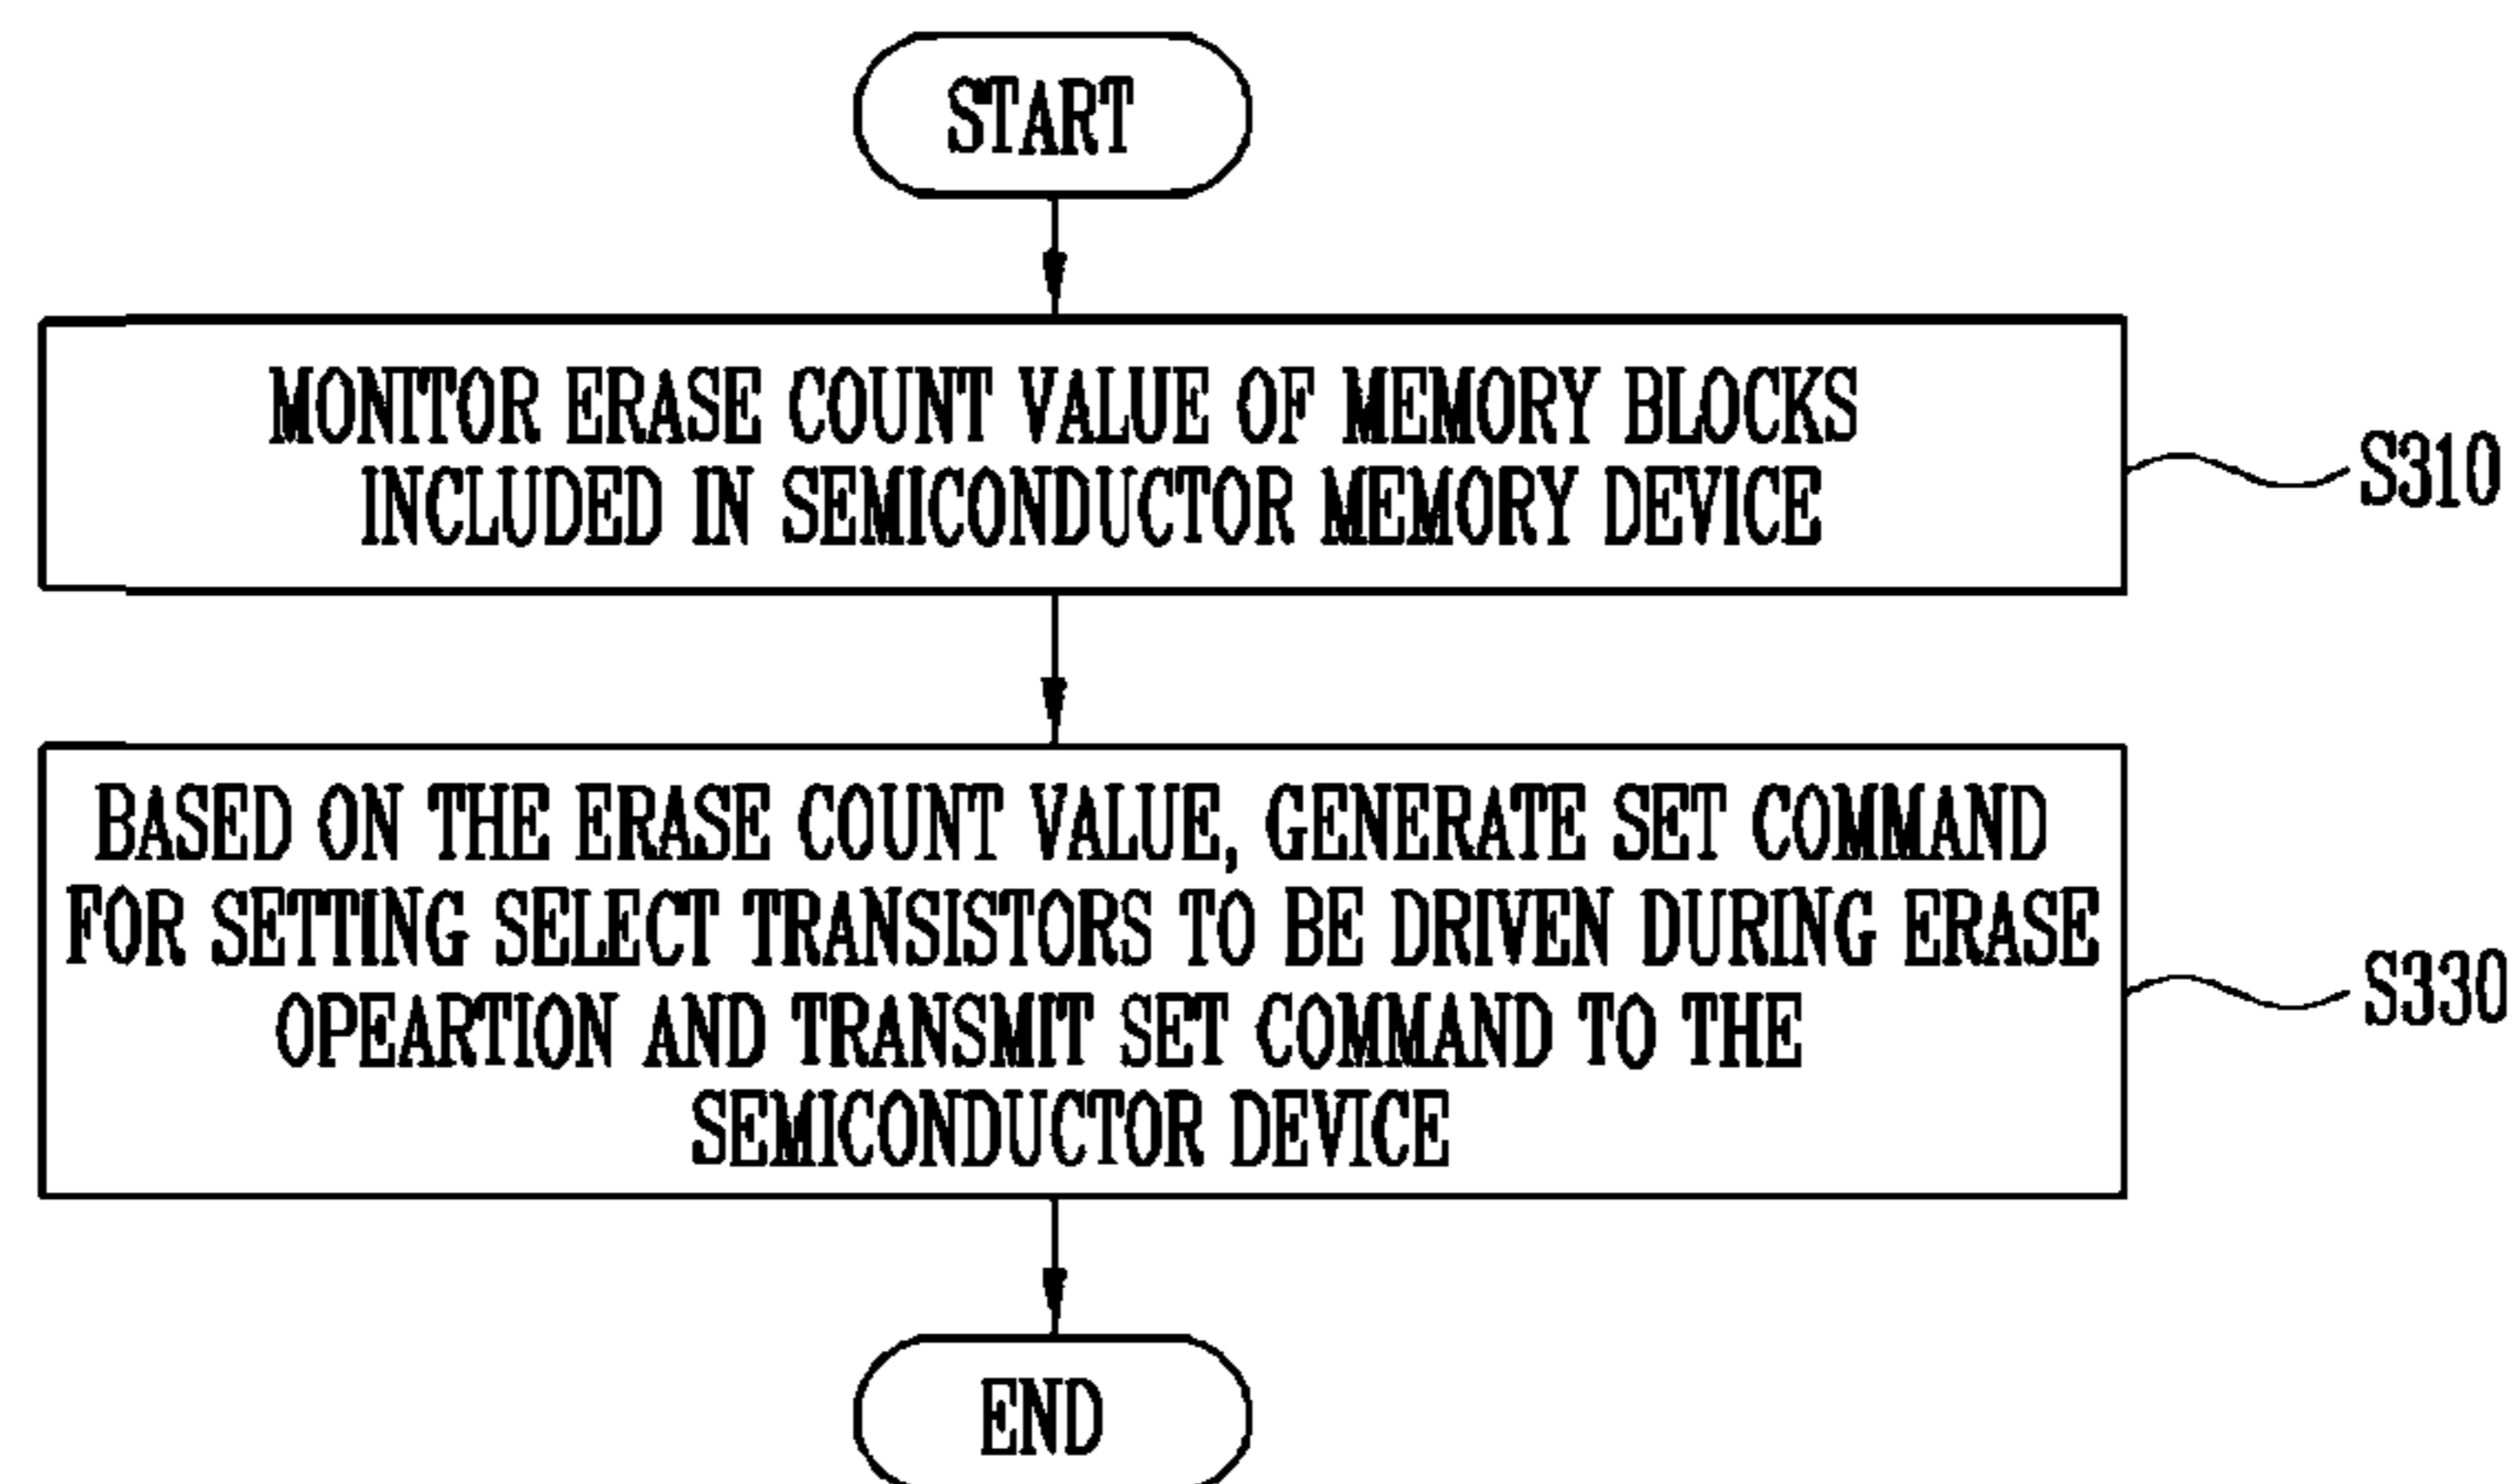 START
MONITOR ERASE COUNT VALUE OF MEMORY BLOCKS
INCLUDED IN SEMICONDUCTOR MEMORY DEVICE
S310
BASED ON THE ERASE COUNT VALUE, GENERATE SET COMMAND
FOR SETTING SELECT TRANSISTORS TO BE DRIVEN DURING ERASE
OPEARTION AND TRANSMIT SET COMMAND TO THE
SEMICONDUCTOR DEVICE
S330
END